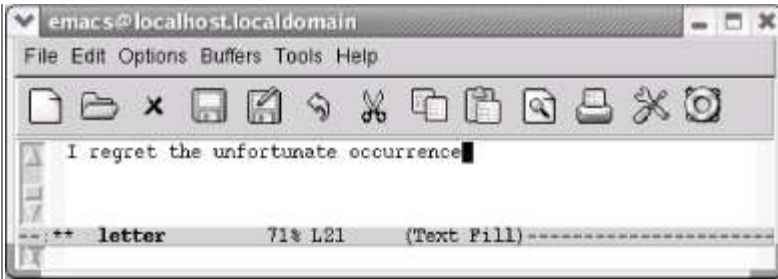 emacs@localhost.localdomain
File Edit Options Buffers Tools Help
I regret the unfortunate occurrence
--:** letter 71% L21 (Text Fill)-----------------------